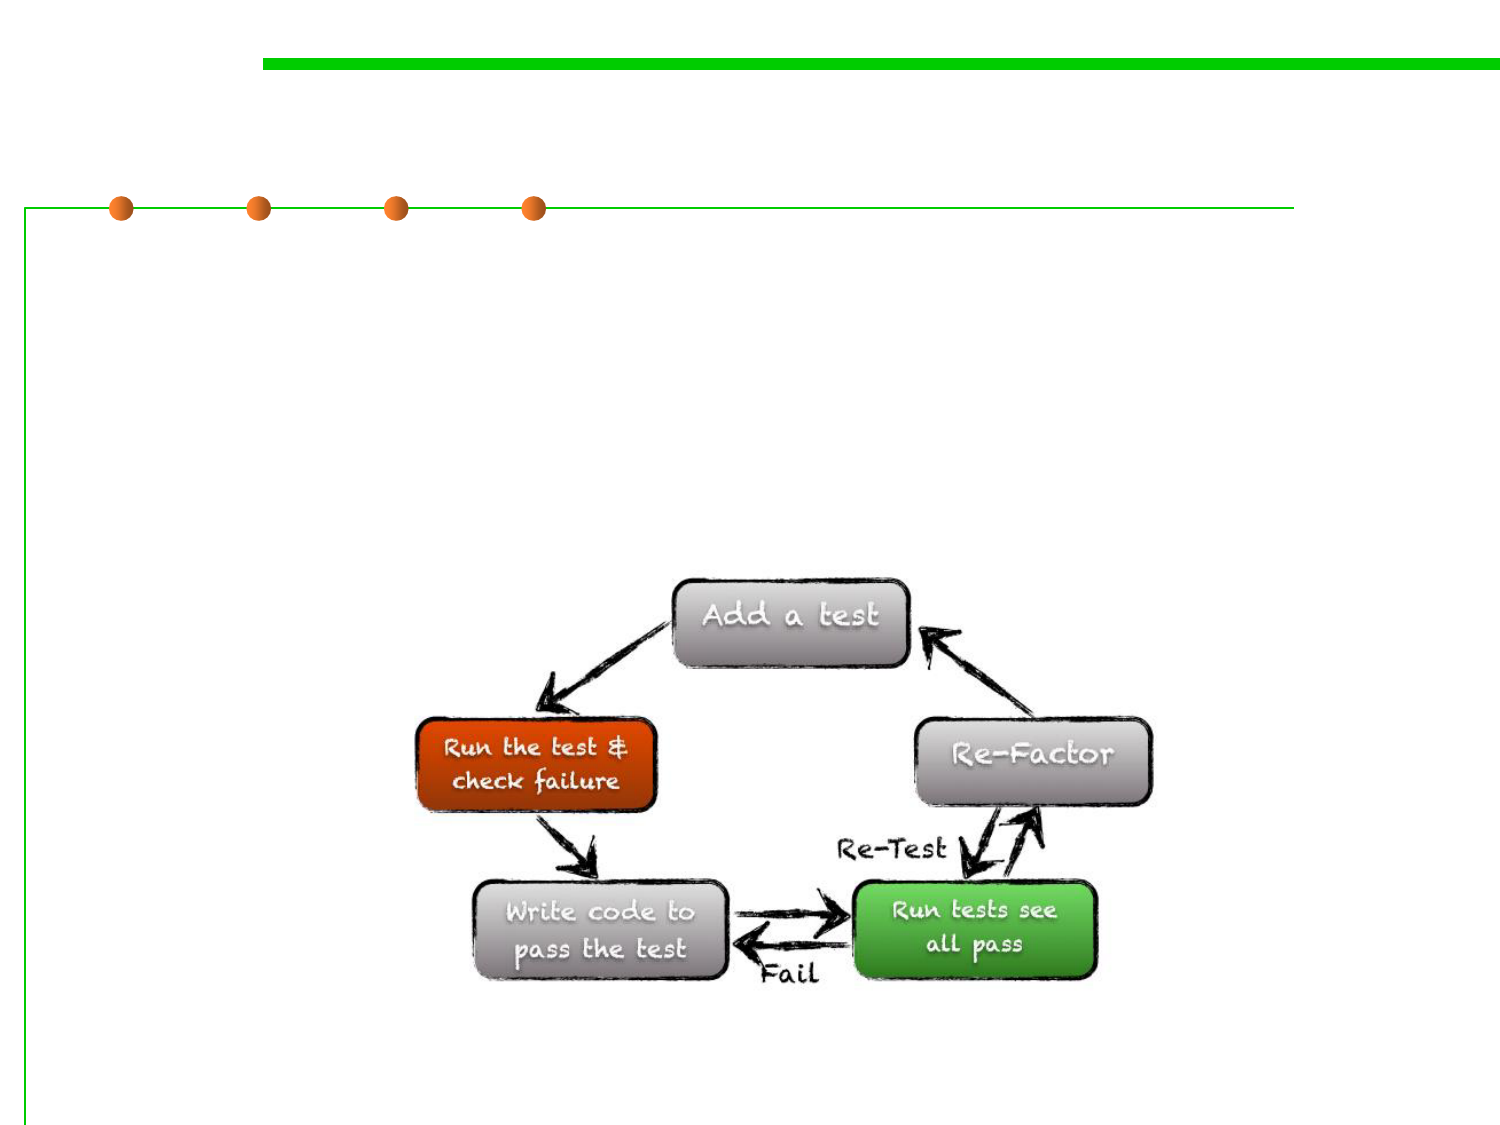 Add a test
Run the test &
check failure
Re-Factor
Re-Test
Write code to
pass the test
Run tests see
all pass
Fail